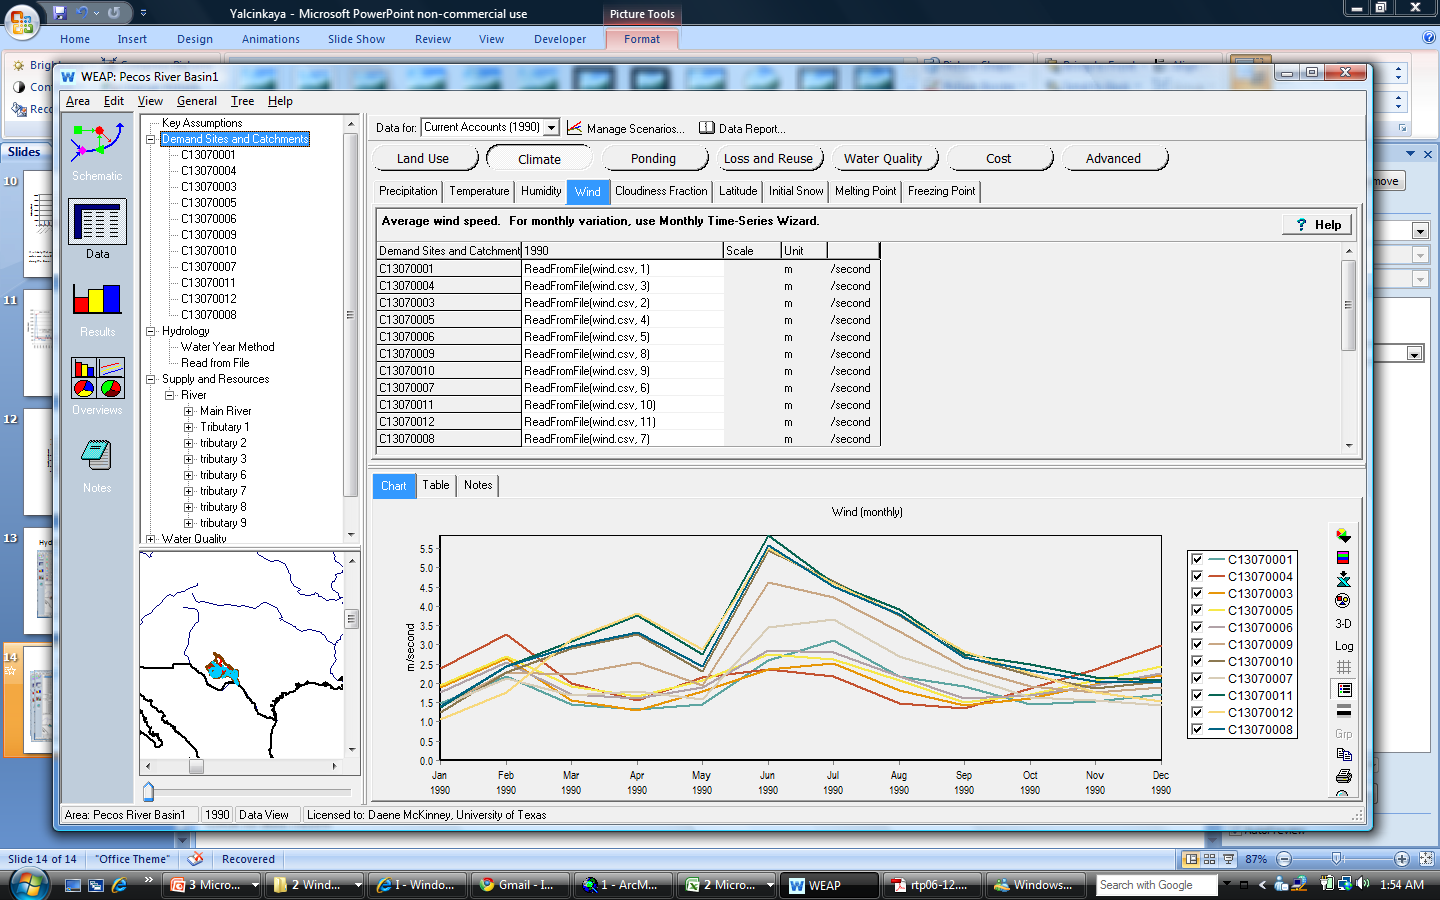 Yalcinkaya - Microsoft PowerPoint non-commercial use
Picture Tools
Home Insert Design Animations Slide Show Review View Developer Format
WEAP: Pecos River Basin1
Area Edit View General Tree Help
Slides
10
11
12
13
14
Schematic
Data
Results
Overviews
Notes
Key Assumptions
Demand Sites and Catchments
C13070001
C13070004
C13070003
C13070005
C13070006
C13070009
C13070010
C13070007
C13070011
C13070012
C13070008
Hydrology
Water Year Method
Read from File
Supply and Resources
River
Main River
Tributary 1
tributary 2
tributary 3
tributary 6
tributary 7
tributary 8
tributary 9
Water Quality
Data for: Current Accounts (1990) Manage Scenarios... Data Report...
Land Use Climate Ponding Loss and Reuse Water Quality Cost Advanced
Precipitation Temperature Humidity Wind Cloudiness Fraction Latitude Initial Snow Melting Point Freezing Point
Average wind speed. For monthly variation, use Monthly Time-Series Wizard.
? Help
Demand Sites and Catchment 1990 Scale Unit
C13070001 ReadFromFile(wind.csv, 1) m /second
C13070004 ReadFromFile(wind.csv, 3) m /second
C13070003 ReadFromFile(wind.csv, 2) m /second
C13070005 ReadFromFile(wind.csv, 4) m /second
C13070006 ReadFromFile(wind.csv, 5) m /second
C13070009 ReadFromFile(wind.csv, 8) m /second
C13070010 ReadFromFile(wind.csv, 9) m /second
C13070007 ReadFromFile(wind.csv, 6) m /second
C13070011 ReadFromFile(wind.csv, 10) m /second
C13070012 ReadFromFile(wind.csv, 11) m /second
C13070008 ReadFromFile(wind.csv, 7) m /second
Chart Table Notes
Wind (monthly)
m/second
5.5
5.0
4.5
4.0
3.5
3.0
2.5
2.0
1.5
1.0
0.5
0.0
Jan Feb Mar Apr May Jun Jul Aug Sep Oct Nov Dec
1990 1990 1990 1990 1990 1990 1990 1990 1990 1990 1990 1990
C13070001
C13070004
C13070003
C13070005
C13070006
C13070009
C13070010
C13070007
C13070011
C13070012
C13070008
3-D
Log
Grp
Area: Pecos River Basin1 1990 Data View Licensed to: Daene McKinney, University of Texas
Slide 14 of 14 "Office Theme" Recovered 87%
3 Micro... 2 Wind... I - Windo... Gmail - I... 1 - ArcM... 2 Micro... WEAP rtp06-12.... Windows... Search with Google 1:54 AM